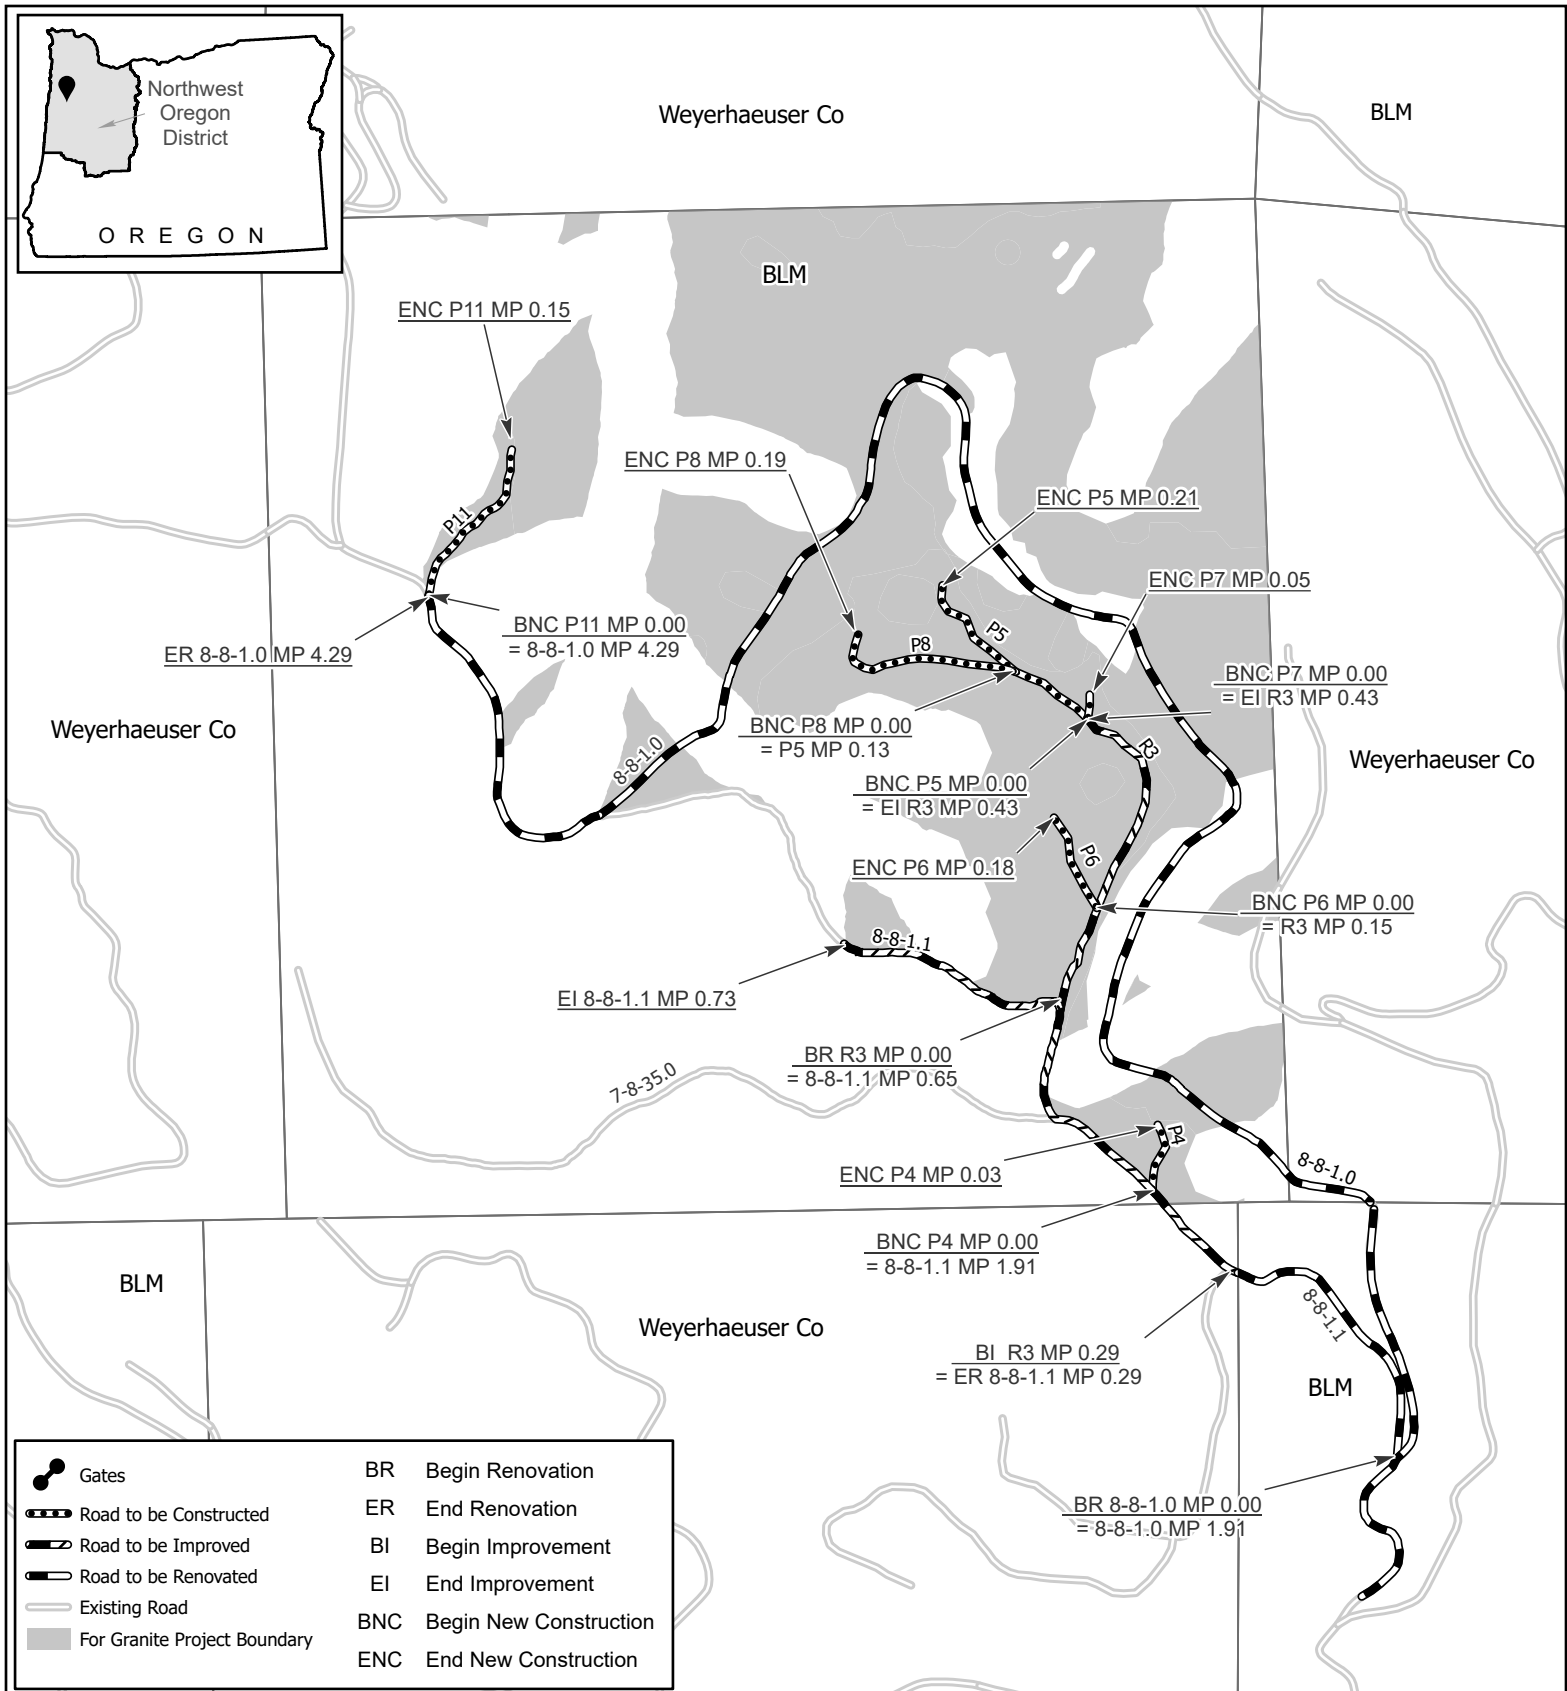 Northwest
Oregon
District
OREGON
Weyerhaeuser Co
BLM
BLM
ENC P11 MP 0.15
ENC P8 MP 0.19
ENC P5 MP 0.21
P11
ENC P7 MP 0.05
BNC P11 MP 0.00
= 8-8-1.0 MP 4.29
ER 8-8-1.0 MP 4.29
P5
P8
BNC P7 MP 0.00
= EI R3 MP 0.43
Weyerhaeuser Co
BNC P8 MP 0.00
= P5 MP 0.13
R3
8-8-1.0
Weyerhaeuser Co
BNC P5 MP 0.00
= EI R3 MP 0.43
ENC P6 MP 0.18
P6
BNC P6 MP 0.00
= R3 MP 0.15
8-8-1.1
EI 8-8-1.1 MP 0.73
BR R3 MP 0.00
= 8-8-1.1 MP 0.65
7-8-35.0
P4
ENC P4 MP 0.03
8-8-1.0
BNC P4 MP 0.00
= 8-8-1.1 MP 1.91
BLM
Weyerhaeuser Co
8-8-1.1
BI R3 MP 0.29
= ER 8-8-1.1 MP 0.29
BLM
BR 8-8-1.0 MP 0.00
= 8-8-1.0 MP 1.91
Gates
Road to be Constructed
Road to be Improved
Road to be Renovated
Existing Road
For Granite Project Boundary
BR Begin Renovation
ER End Renovation
BI Begin Improvement
EI End Improvement
BNC Begin New Construction
ENC End New Construction